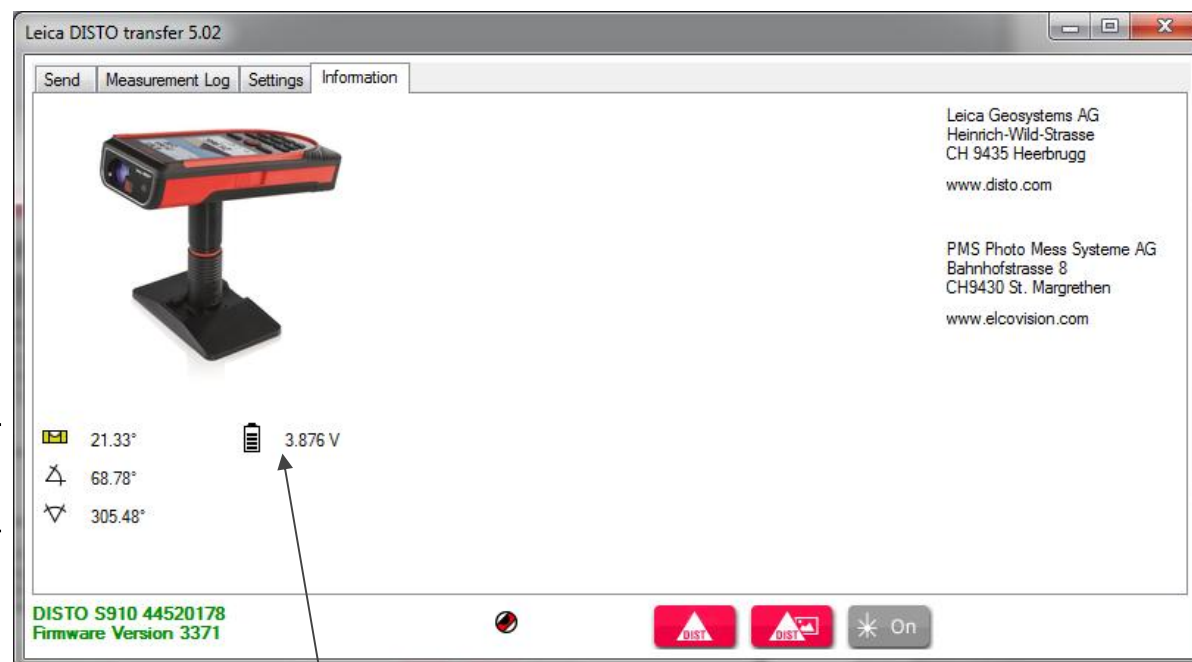 Leica DISTO transfer 5.02
Send
Measurement Log
Settings
Information
Leica Geosystems AG
Heinrich-Wild-Strasse
CH 9435 Heerbrugg
www.disto.com
PMS Photo Mess Systeme AG
Bahnhofstrasse 8
CH9430 St. Margrethen
www.elcovision.com
21.33°
3.876 V
68.78°
305.48°
DISTO S910 44520178
Firmware Version 3371
DIST
DIST
On